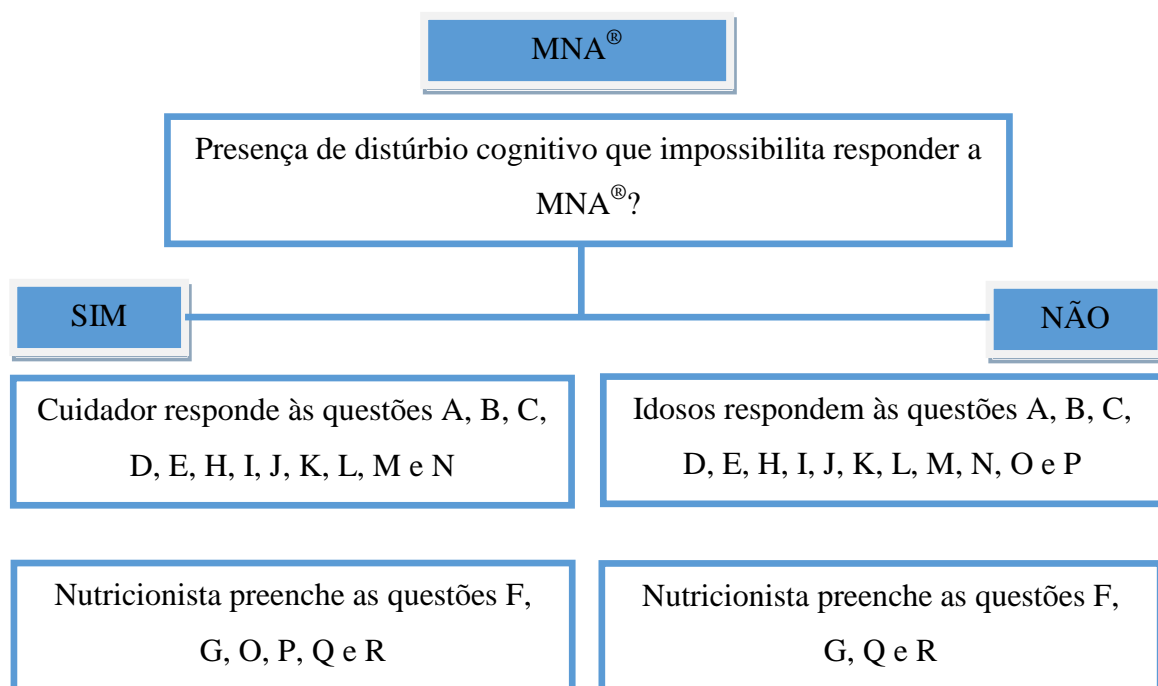 MNA®
Presença de distúrbio cognitivo que impossibilita responder a
MNA®?
SIM
NÃO
Cuidador responde às questões A, B, C,
D, E, H, I, J, K, L, M e N
Idosos respondem às questões A, B, C,
D, E, H, I, J, K, L, M, N, O e P
Nutricionista preenche as questões F,
G, O, P, Q e R
Nutricionista preenche as questões F,
G, Q e R